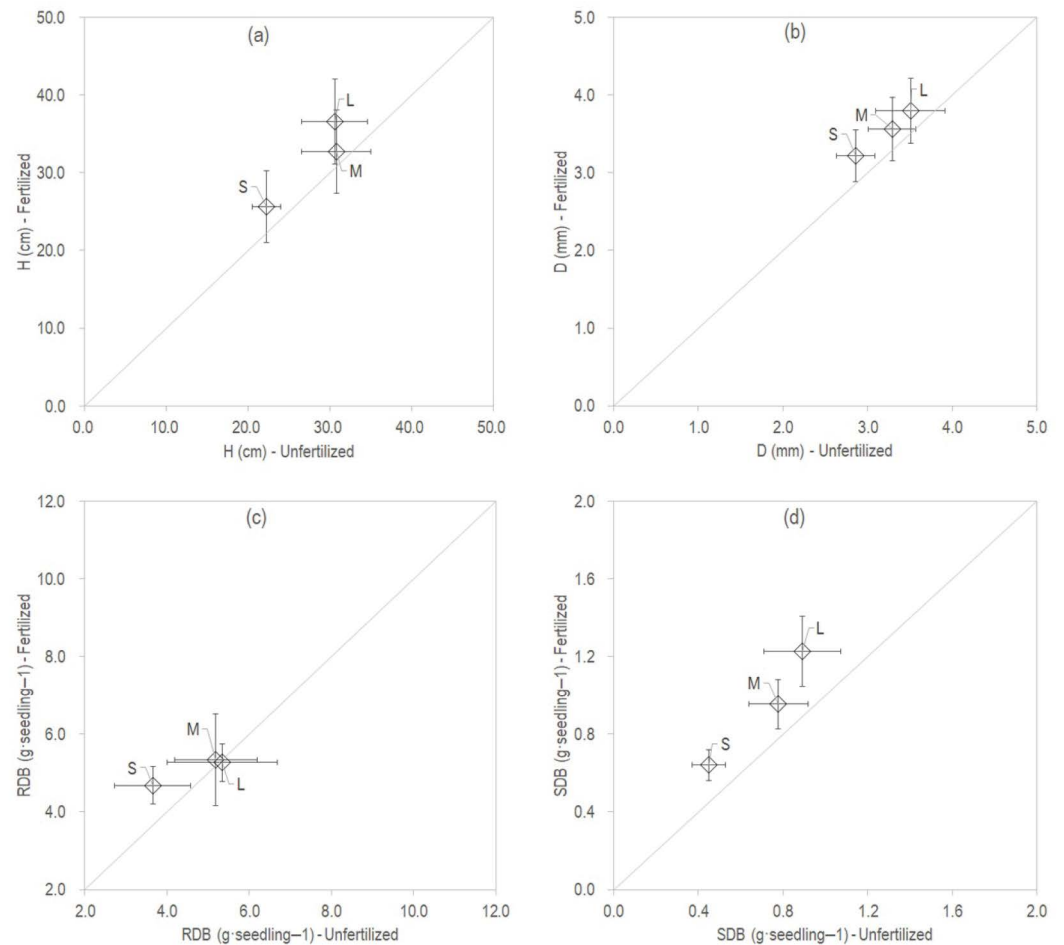 (a)
50.0
40.0
30.0
20.0
10.0
0.0
H (cm) - Fertilized
L
M
S
0.0 10.0 20.0 30.0 40.0 50.0
H (cm) - Unfertilized
(b)
5.0
4.0
3.0
2.0
1.0
0.0
D (mm) - Fertilized
L
M
S
0.0 1.0 2.0 3.0 4.0 5.0
D (mm) - Unfertilized
(c)
12.0
10.0
8.0
6.0
4.0
2.0
RDB (g·seedling–1) - Fertilized
M
S
L
2.0 4.0 6.0 8.0 10.0 12.0
RDB (g·seedling–1) - Unfertilized
(d)
2.0
1.6
1.2
0.8
0.4
0.0
SDB (g·seedling–1) - Fertilized
L
M
S
0.0 0.4 0.8 1.2 1.6 2.0
SDB (g·seedling–1) - Unfertilized